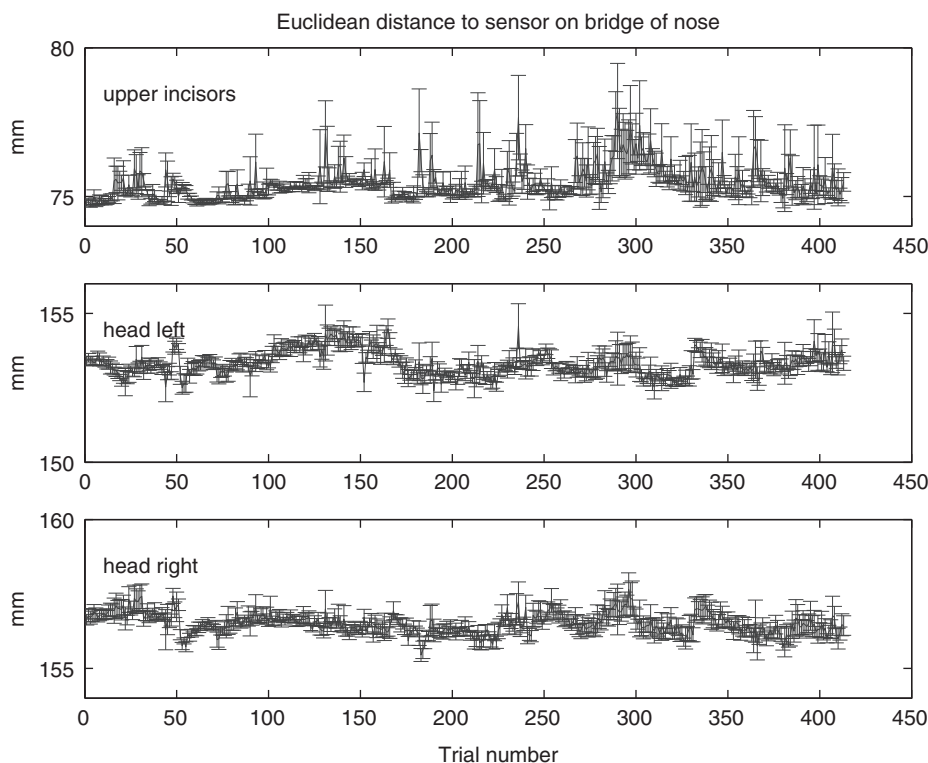 Euclidean distance to sensor on bridge of nose
80
upper incisors
mm
75
0 50 100 150 200 250 300 350 400 450
155
head left
mm
150
0 50 100 150 200 250 300 350 400 450
160
head right
mm
155
0 50 100 150 200 250 300 350 400 450
Trial number